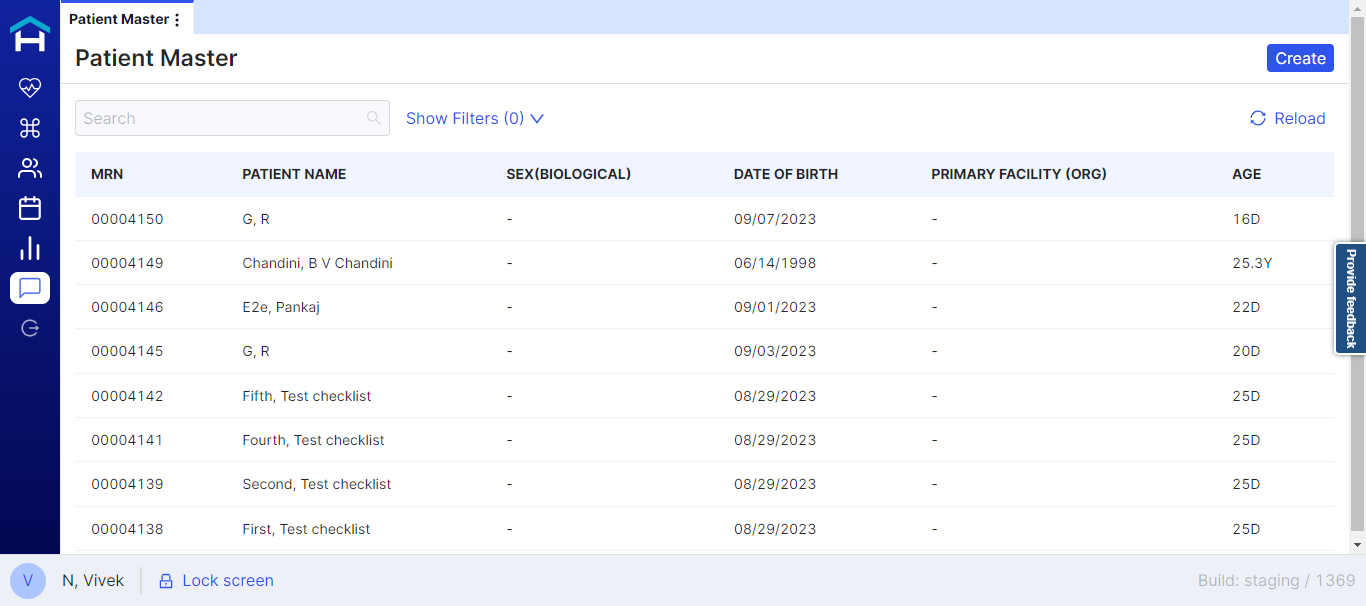 Patient Master
Patient Master
Create
Search
Show Filters (0)
Reload
MRN PATIENT NAME SEX(BIOLOGICAL) DATE OF BIRTH PRIMARY FACILITY (ORG) AGE
00004150 G, R - 09/07/2023 - 16D
00004149 Chandini, B V Chandini - 06/14/1998 - 25.3Y
00004146 E2e, Pankaj - 09/01/2023 - 22D
00004145 G, R - 09/03/2023 - 20D
00004142 Fifth, Test checklist - 08/29/2023 - 25D
00004141 Fourth, Test checklist - 08/29/2023 - 25D
00004139 Second, Test checklist - 08/29/2023 - 25D
00004138 First, Test checklist - 08/29/2023 - 25D
Provide feedback
V N, Vivek Lock screen Build: staging / 1369